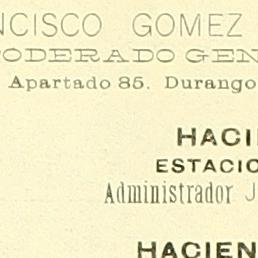 NCISCO GOMEZ
PODERADO GEN
Apartado 85. Durango
HACI
ESTACIO
Administrador J
HACIEN